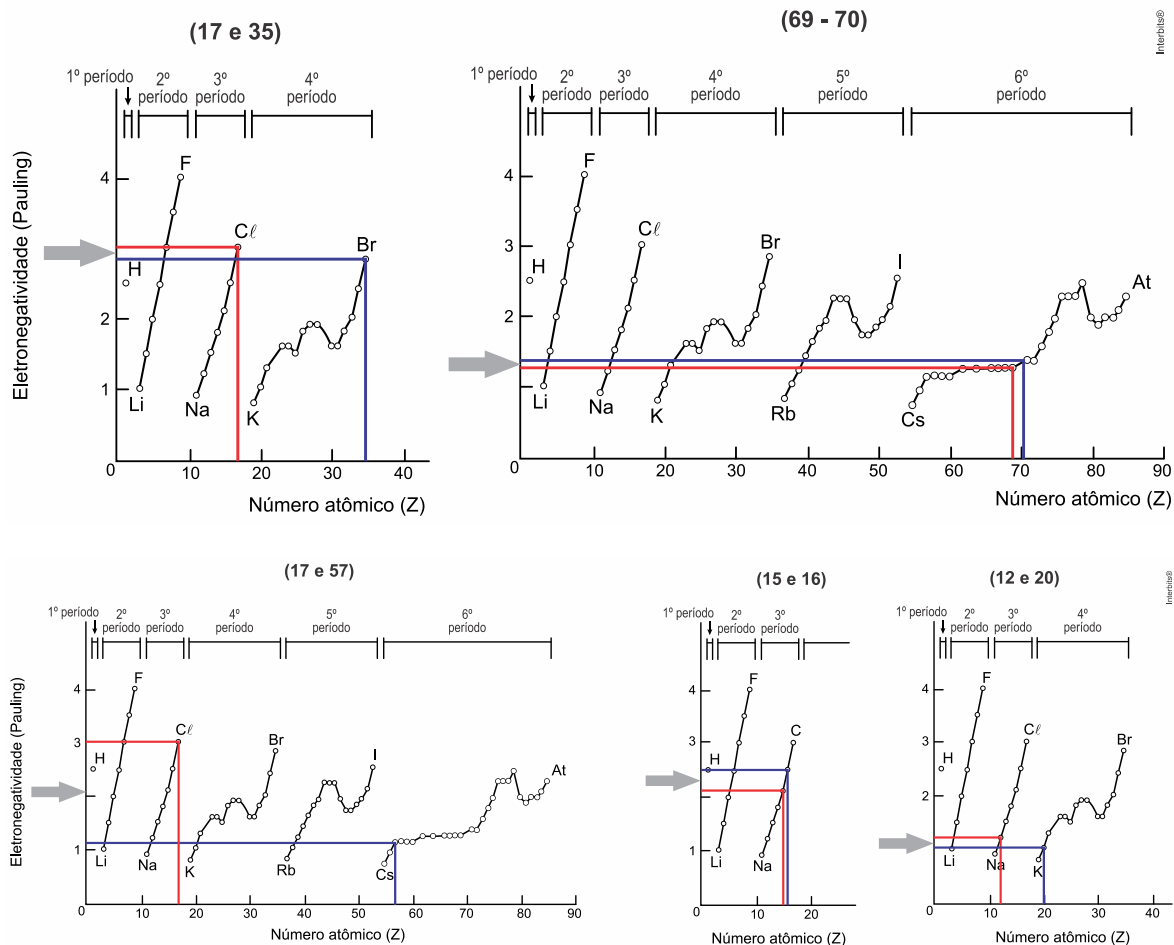 (17 e 35)
1º período
2º
período
3º
período
4º
período
Eletronegatividade (Pauling)
4
3
2
1
0
F
Cℓ
Br
H
Li
Na
K
10
20
30
40
Número atômico (Z)
(69 - 70)
Interbits®
1º período
2º
período
3º
período
4º
período
5º
período
6º
período
4
3
2
1
0
F
Cℓ
Br
I
At
H
Li
Na
K
Rb
Cs
10
20
30
40
50
60
70
80
90
Número atômico (Z)
(17 e 57)
1º período
2º
período
3º
período
4º
período
5º
período
6º
período
Eletronegatividade (Pauling)
4
3
2
1
0
F
Cℓ
Br
I
At
H
Li
Na
K
Rb
Cs
10
20
30
40
50
60
70
80
90
Número atômico (Z)
(15 e 16)
1º período
2º
período
3º
período
4
3
2
1
0
F
C
H
Li
Na
10
20
Número atômico (Z)
(12 e 20)
Interbits®
1º período
2º
período
3º
período
4º
período
4
3
2
1
0
F
Cℓ
Br
H
Li
Na
K
10
20
30
40
Número atômico (Z)